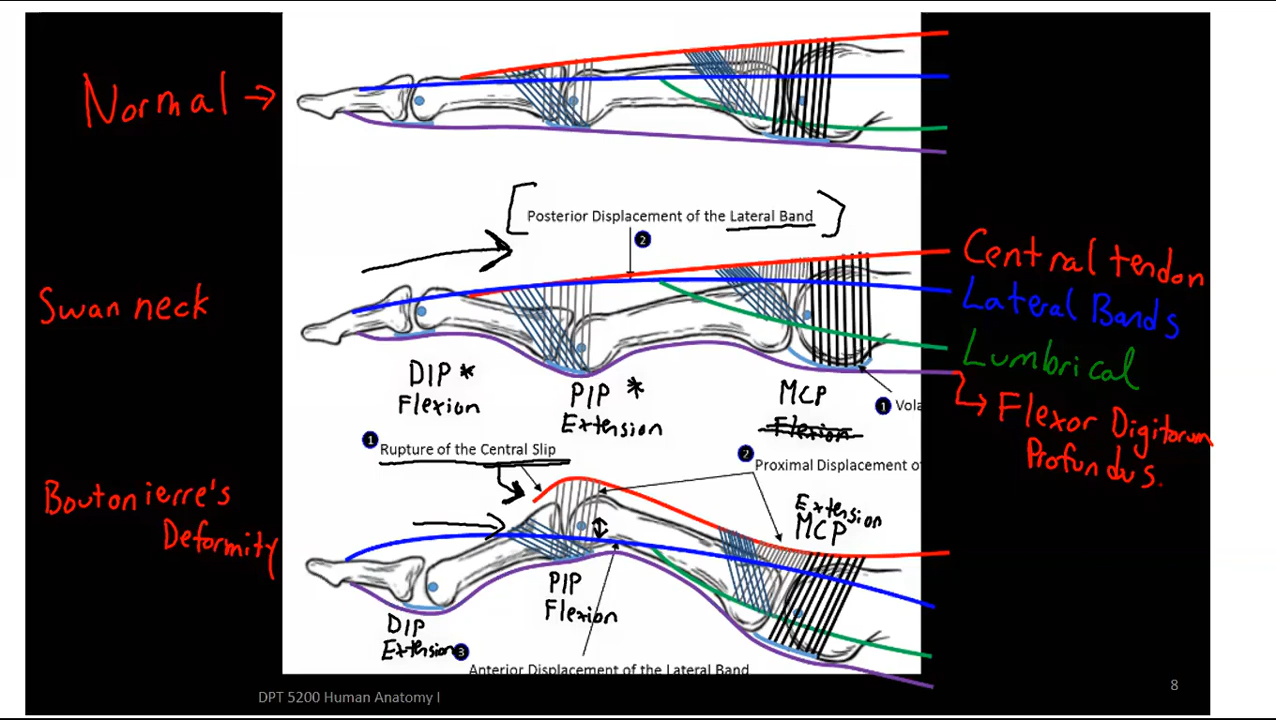 Normal →
Posterior Displacement of the Lateral Band
2
Central tendon
Lateral Bands
Swan neck
Lumbrical
DIP *
Flexion
PIP *
Extension
MCP
Flexion
1 Vola
Flexor Digitorum
Profundus.
1 Rupture of the Central Slip
2 Proximal Displacement o
Boutonierre's
Deformity
Extension
MCP
PIP
Flexion
DIP
Extension
3
Anterior Displacement of the Lateral Band
DPT 5200 Human Anatomy I
8